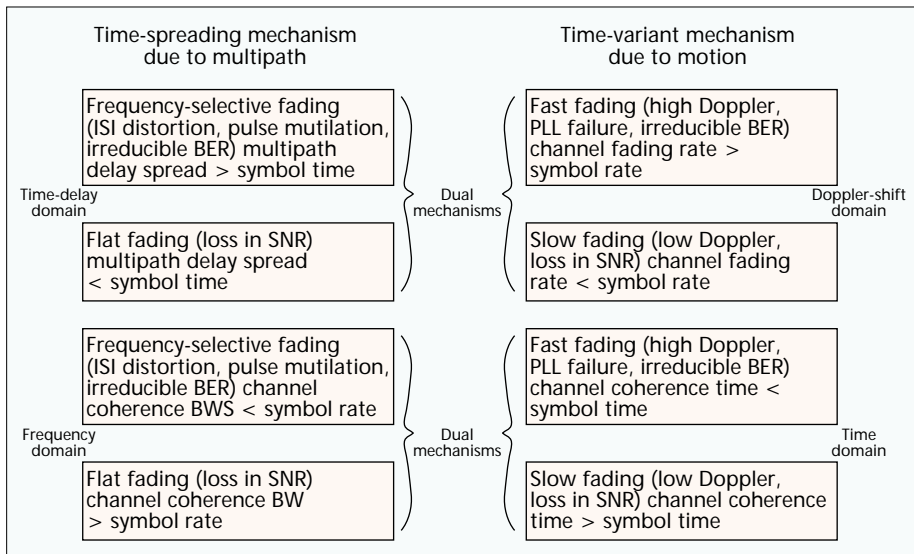 Time-spreading mechanism
due to multipath
Time-variant mechanism
due to motion
Frequency-selective fading
(ISI distortion, pulse mutilation,
irreducible BER) multipath
delay spread > symbol time
Fast fading (high Doppler,
PLL failure, irreducible BER)
channel fading rate >
symbol rate
Time-delay
domain
Dual
mechanisms
Doppler-shift
domain
Flat fading (loss in SNR)
multipath delay spread
< symbol time
Slow fading (low Doppler,
loss in SNR) channel fading
rate < symbol rate
Frequency-selective fading
(ISI distortion, pulse mutilation,
irreducible BER) channel
coherence BWS < symbol rate
Fast fading (high Doppler,
PLL failure, irreducible BER)
channel coherence time <
symbol time
Frequency
domain
Dual
mechanisms
Time
domain
Flat fading (loss in SNR)
channel coherence BW
> symbol rate
Slow fading (low Doppler,
loss in SNR) channel coherence
time > symbol time